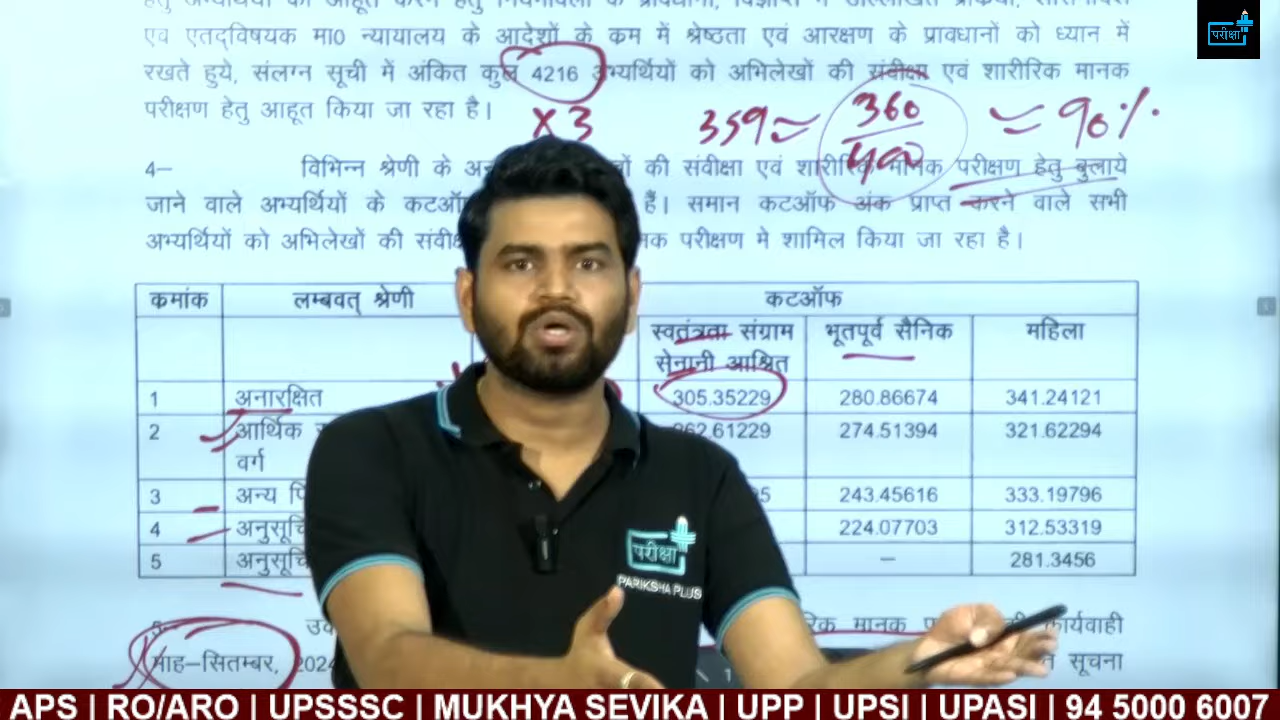 परीक्षा
एवं एतद्विषयक मा0 न्यायालय के आदेशों के क्रम में श्रेष्ठता एवं आरक्षण के प्रावधानों को ध्यान में
रखते हुये, संलग्न सूची में अंकित कुल 4216 अभ्यर्थियों को अभिलेखों की संवीक्षा एवं शारीरिक मानक
परीक्षण हेतु आहूत किया जा रहा है।
x3 359 = 360/400 = 90%
4- विभिन्न श्रेणी के की संवीक्षा एवं शारीरिक मानक परीक्षण हेतु बुलाये
जाने वाले अभ्यर्थियों के कटऑफ हैं। समान कटऑफ अंक प्राप्त करने वाले सभी
अभ्यर्थियों को अभिलेखों की परीक्षण मे शामिल किया जा रहा है।
क्रमांक लम्बवत् श्रेणी कटऑफ
स्वतंत्रता संग्राम भूतपूर्व सैनिक महिला
सेनानी आश्रित
1 अनारक्षित 305.35229 280.86674 341.24121
2 आर्थिक 274.51394 321.62294
वर्ग
3 अन्य 243.45616 333.19796
4 224.07703 312.53319
5 – 281.3456
मानक कार्यवाही
माह-सितम्बर, सूचना
परीक्षा
PARIKSHA PLUS
APS | RO/ARO | UPSSSC | MUKHYA SEVIKA | UPP | UPSI | UPASI | 94 5000 6007